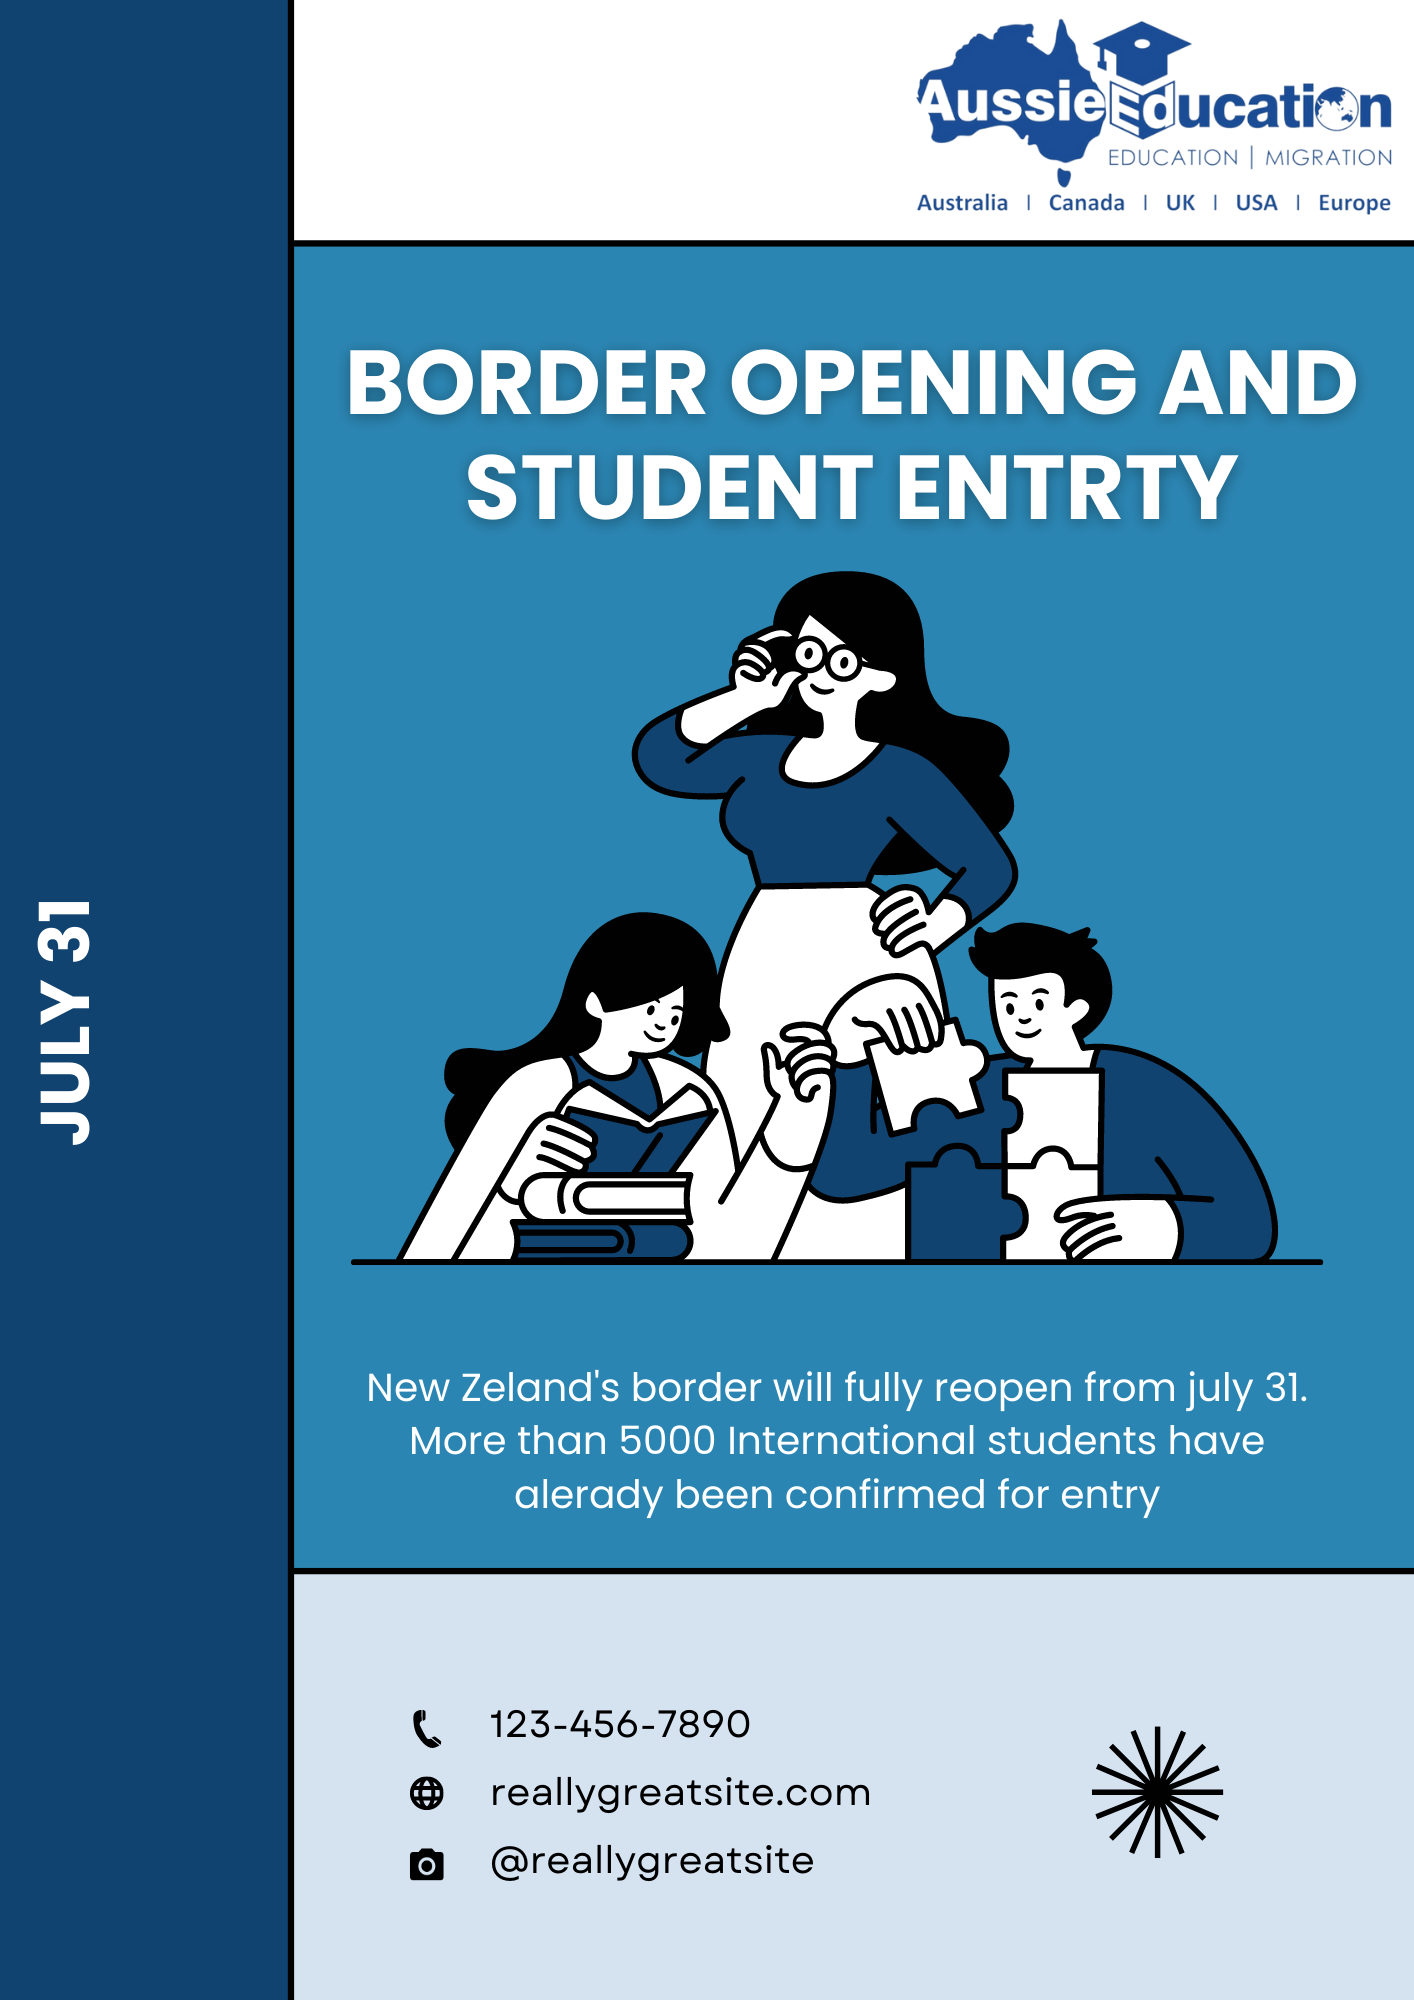 AussieEducation
EDUCATION | MIGRATION
Australia | Canada | UK | USA | Europe
BORDER OPENING AND
STUDENT ENTRTY
JULY 31
New Zeland's border will fully reopen from july 31.
More than 5000 International students have
alerady been confirmed for entry
123-456-7890
reallygreatsite.com
@reallygreatsite